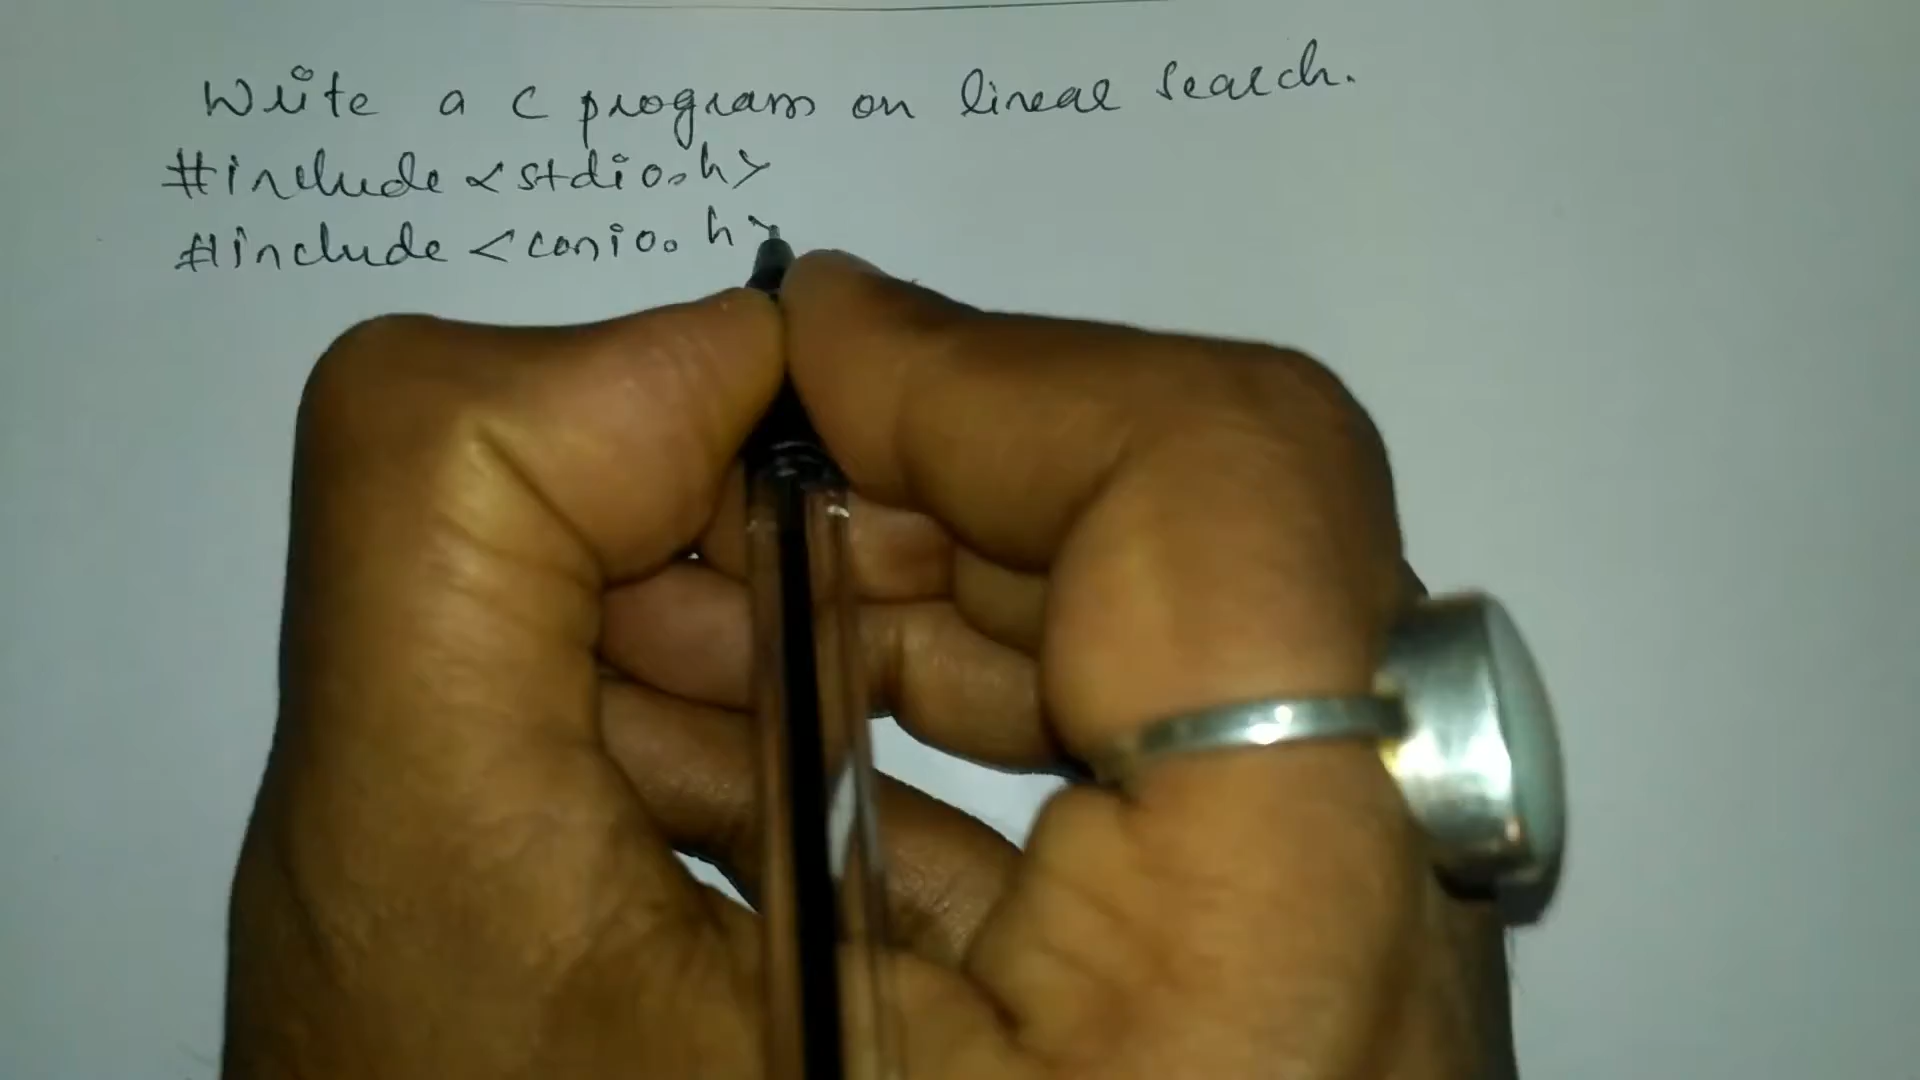 Write a C program on linear search.
#include <stdio.h>
#include <conio.h>